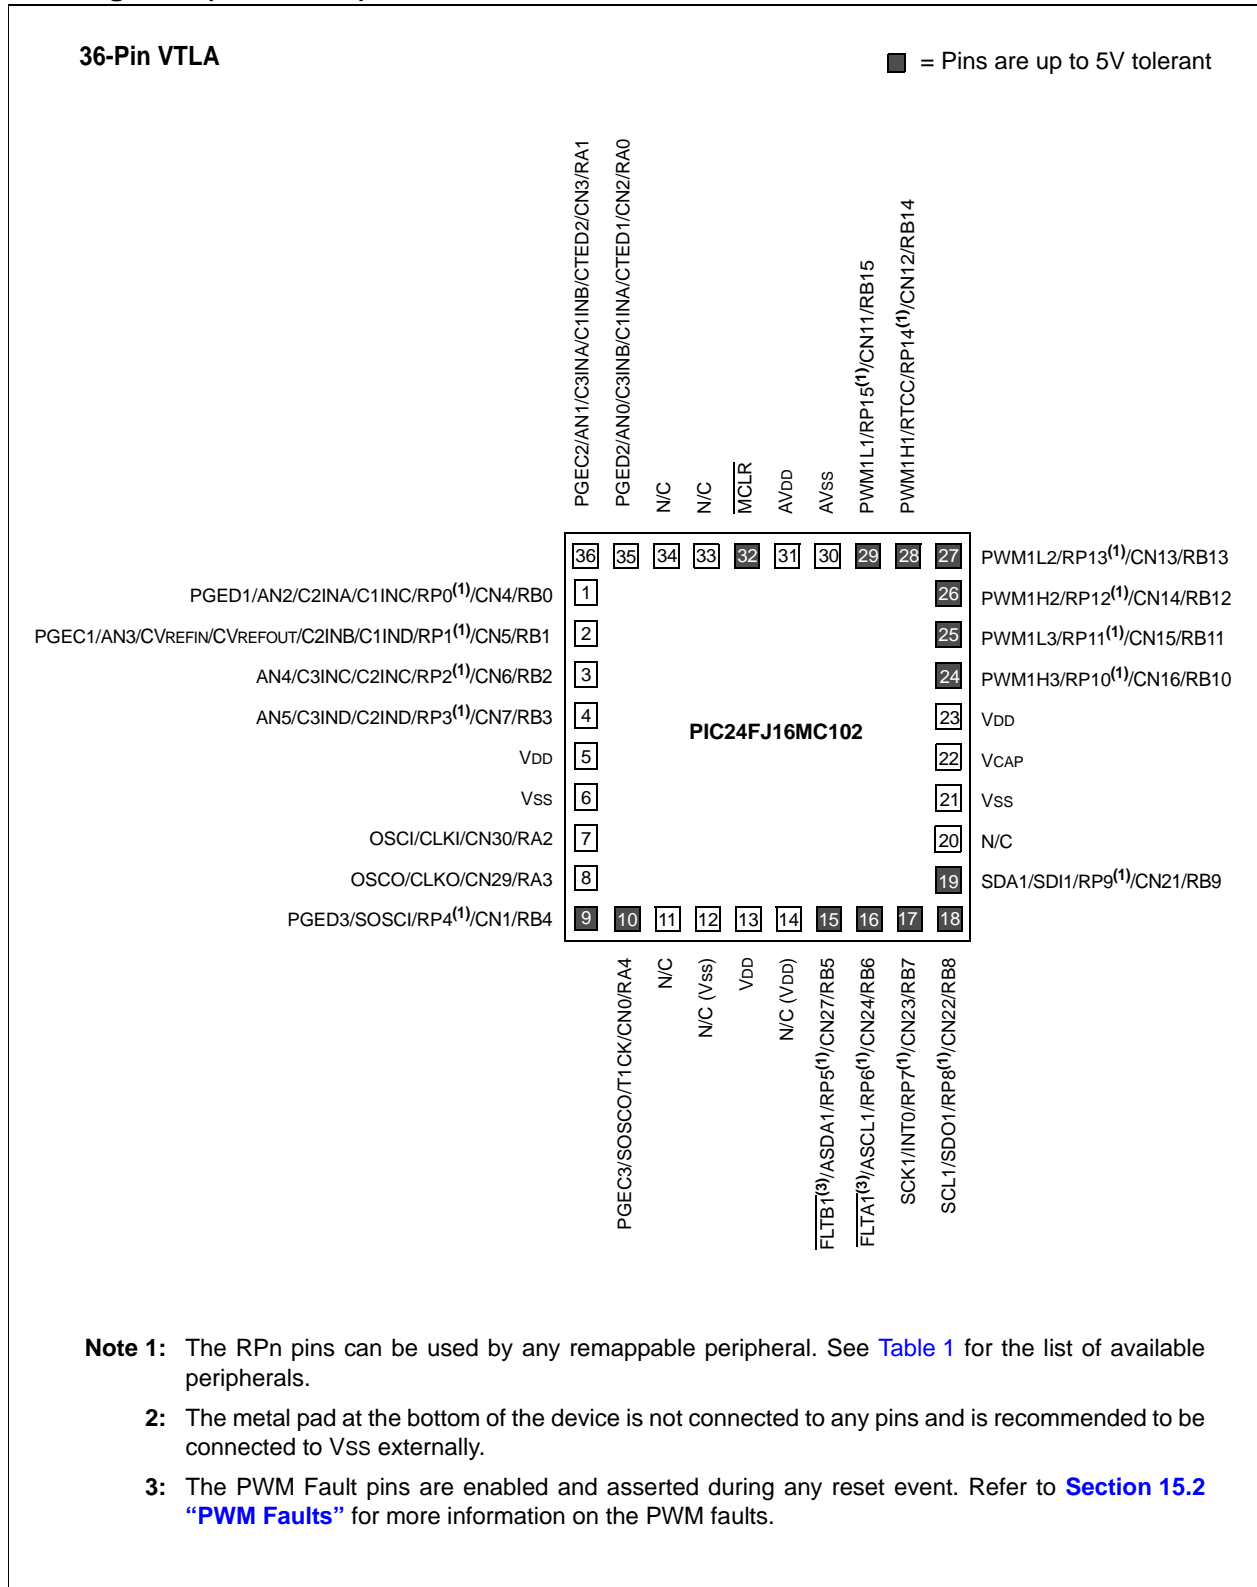 36-Pin VTLA
= Pins are up to 5V tolerant
PGEC2/AN1/C3INA/C1INB/CTED2/CN3/RA1
PGED2/AN0/C3INB/C1INA/CTED1/CN2/RA0
N/C
N/C
MCLR
AVDD
AVSS
PWM1L1/RP15(1)/CN11/RB15
PWM1H1/RTCC/RP14(1)/CN12/RB14
36 35 34 33 32 31 30 29 28 27 PWM1L2/RP13(1)/CN13/RB13
PGED1/AN2/C2INA/C1INC/RP0(1)/CN4/RB0 1 26 PWM1H2/RP12(1)/CN14/RB12
PGEC1/AN3/CVREFIN/CVREFOUT/C2INB/C1IND/RP1(1)/CN5/RB1 2 25 PWM1L3/RP11(1)/CN15/RB11
AN4/C3INC/C2INC/RP2(1)/CN6/RB2 3 24 PWM1H3/RP10(1)/CN16/RB10
AN5/C3IND/C2IND/RP3(1)/CN7/RB3 4 PIC24FJ16MC102 23 VDD
VDD 5 22 VCAP
VSS 6 21 VSS
OSCI/CLKI/CN30/RA2 7 20 N/C
OSCO/CLKO/CN29/RA3 8 19 SDA1/SDI1/RP9(1)/CN21/RB9
PGED3/SOSCI/RP4(1)/CN1/RB4 9 10 11 12 13 14 15 16 17 18
PGEC3/SOSCO/T1CK/CN0/RA4
N/C
N/C (Vss)
VDD
N/C (VDD)
FLTB1(3)/ASDA1/RP5(1)/CN27/RB5
FLTA1(3)/ASCL1/RP6(1)/CN24/RB6
SCK1/INT0/RP7(1)/CN23/RB7
SCL1/SDO1/RP8(1)/CN22/RB8
Note 1: The RPn pins can be used by any remappable peripheral. See Table 1 for the list of available
peripherals.
2: The metal pad at the bottom of the device is not connected to any pins and is recommended to be
connected to VSS externally.
3: The PWM Fault pins are enabled and asserted during any reset event. Refer to Section 15.2
“PWM Faults” for more information on the PWM faults.